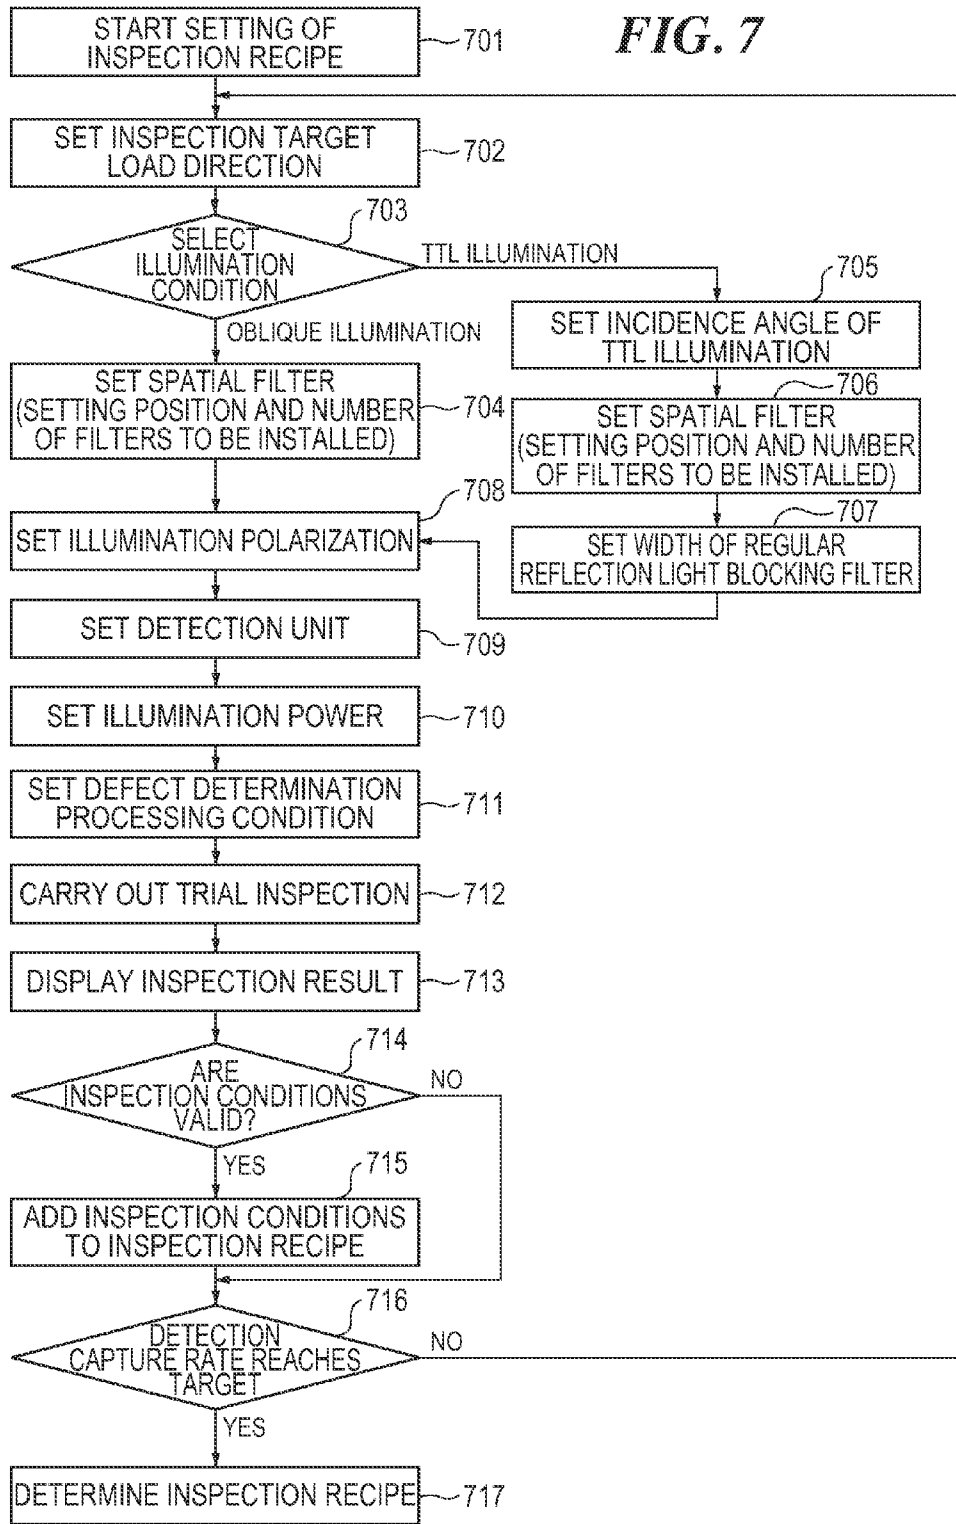 FIG. 7
START SETTING OF
INSPECTION RECIPE
701
SET INSPECTION TARGET
LOAD DIRECTION
702
703
SELECT
ILLUMINATION
CONDITION
TTL ILLUMINATION
OBLIQUE ILLUMINATION
705
SET INCIDENCE ANGLE OF
TTL ILLUMINATION
SET SPATIAL FILTER
(SETTING POSITION AND NUMBER
OF FILTERS TO BE INSTALLED)
704
706
SET SPATIAL FILTER
(SETTING POSITION AND NUMBER
OF FILTERS TO BE INSTALLED)
707
SET WIDTH OF REGULAR
REFLECTION LIGHT BLOCKING FILTER
708
SET ILLUMINATION POLARIZATION
SET DETECTION UNIT
709
SET ILLUMINATION POWER
710
SET DEFECT DETERMINATION
PROCESSING CONDITION
711
CARRY OUT TRIAL INSPECTION
712
DISPLAY INSPECTION RESULT
713
714
ARE
INSPECTION CONDITIONS
VALID?
NO
YES
715
ADD INSPECTION CONDITIONS
TO INSPECTION RECIPE
716
DETECTION
CAPTURE RATE REACHES
TARGET
NO
YES
DETERMINE INSPECTION RECIPE
717